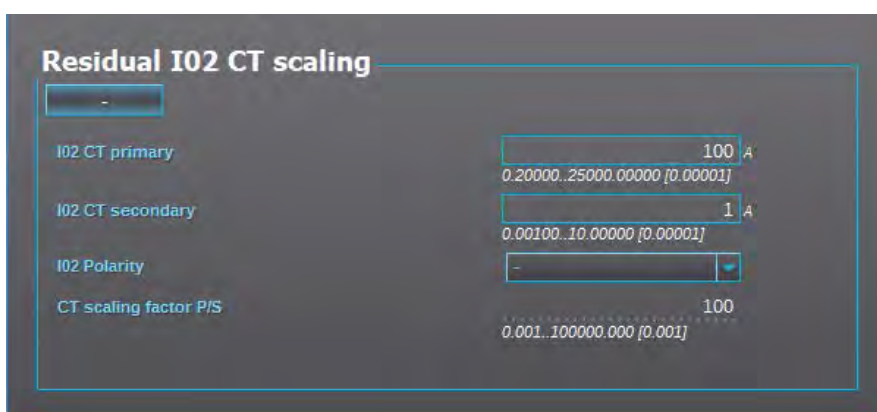 Residual I02 CT scaling
-
I02 CT primary
100 A
0.20000..25000.00000 [0.00001]
I02 CT secondary
1 A
0.00100..10.00000 [0.00001]
I02 Polarity
-
CT scaling factor P/S
100
0.001..100000.000 [0.001]